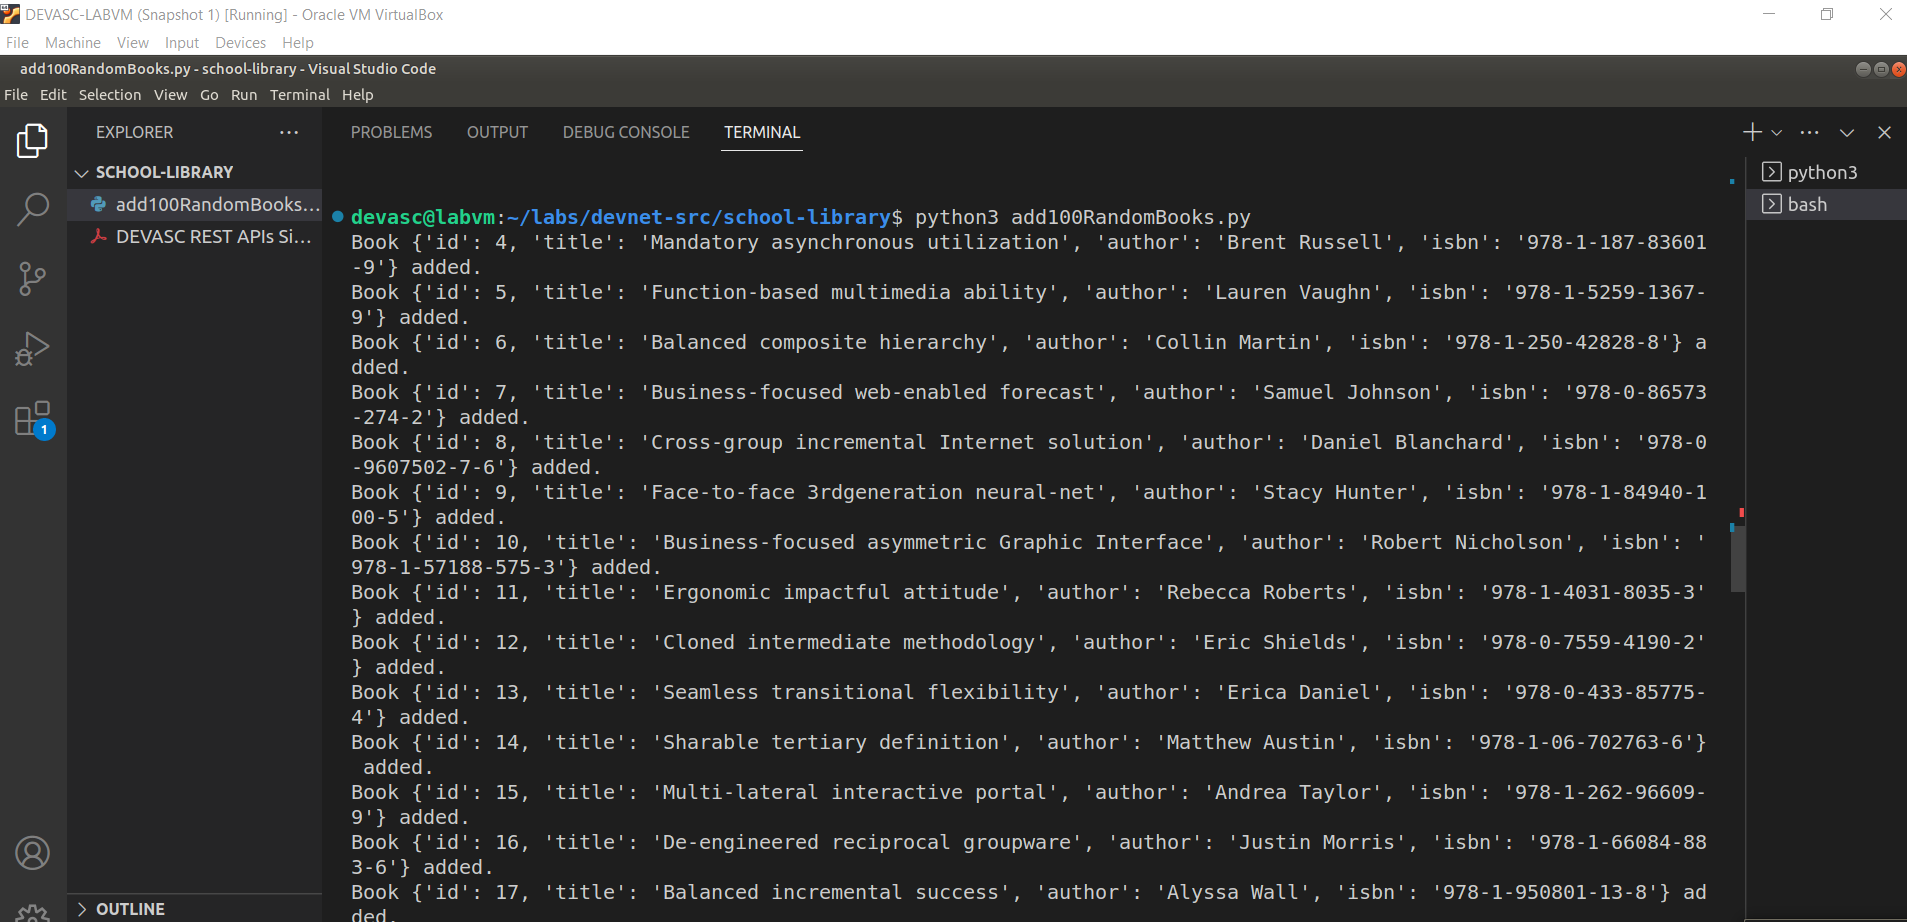 DEVASC-LABVM (Snapshot 1) [Running] - Oracle VM VirtualBox
File Machine View Input Devices Help
add100RandomBooks.py - school-library - Visual Studio Code
File Edit Selection View Go Run Terminal Help
EXPLORER
PROBLEMS OUTPUT DEBUG CONSOLE TERMINAL
SCHOOL-LIBRARY
add100RandomBooks...
DEVASC REST APIs Si...
1
OUTLINE
python3
bash
devasc@labvm:~/labs/devnet-src/school-library$ python3 add100RandomBooks.py
Book {'id': 4, 'title': 'Mandatory asynchronous utilization', 'author': 'Brent Russell', 'isbn': '978-1-187-83601
-9'} added.
Book {'id': 5, 'title': 'Function-based multimedia ability', 'author': 'Lauren Vaughn', 'isbn': '978-1-5259-1367-
9'} added.
Book {'id': 6, 'title': 'Balanced composite hierarchy', 'author': 'Collin Martin', 'isbn': '978-1-250-42828-8'} a
dded.
Book {'id': 7, 'title': 'Business-focused web-enabled forecast', 'author': 'Samuel Johnson', 'isbn': '978-0-86573
-274-2'} added.
Book {'id': 8, 'title': 'Cross-group incremental Internet solution', 'author': 'Daniel Blanchard', 'isbn': '978-0
-9607502-7-6'} added.
Book {'id': 9, 'title': 'Face-to-face 3rdgeneration neural-net', 'author': 'Stacy Hunter', 'isbn': '978-1-84940-1
00-5'} added.
Book {'id': 10, 'title': 'Business-focused asymmetric Graphic Interface', 'author': 'Robert Nicholson', 'isbn': '
978-1-57188-575-3'} added.
Book {'id': 11, 'title': 'Ergonomic impactful attitude', 'author': 'Rebecca Roberts', 'isbn': '978-1-4031-8035-3'
} added.
Book {'id': 12, 'title': 'Cloned intermediate methodology', 'author': 'Eric Shields', 'isbn': '978-0-7559-4190-2'
} added.
Book {'id': 13, 'title': 'Seamless transitional flexibility', 'author': 'Erica Daniel', 'isbn': '978-0-433-85775-
4'} added.
Book {'id': 14, 'title': 'Sharable tertiary definition', 'author': 'Matthew Austin', 'isbn': '978-1-06-702763-6'}
 added.
Book {'id': 15, 'title': 'Multi-lateral interactive portal', 'author': 'Andrea Taylor', 'isbn': '978-1-262-96609-
9'} added.
Book {'id': 16, 'title': 'De-engineered reciprocal groupware', 'author': 'Justin Morris', 'isbn': '978-1-66084-88
3-6'} added.
Book {'id': 17, 'title': 'Balanced incremental success', 'author': 'Alyssa Wall', 'isbn': '978-1-950801-13-8'} ad
ded.